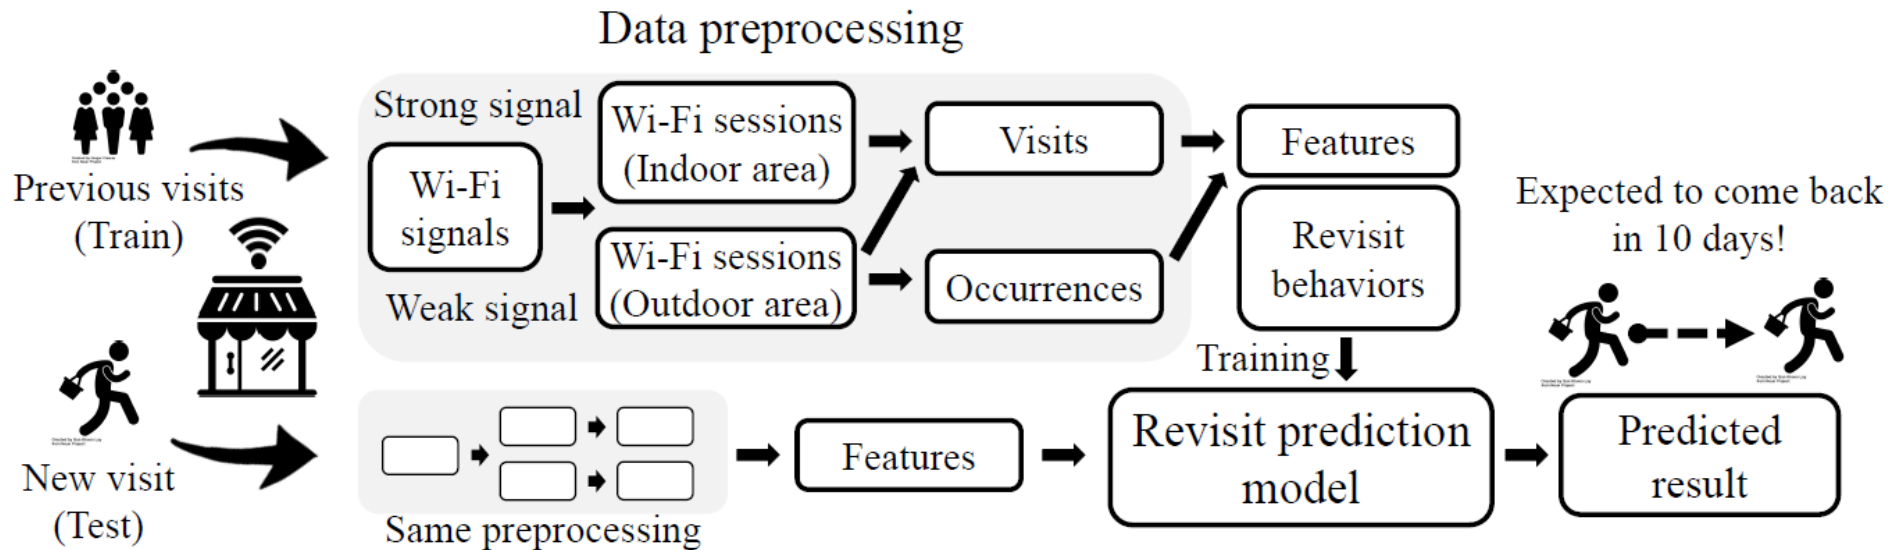 Data preprocessing
Previous visits
(Train)
Strong signal
Wi-Fi
signals
Weak signal
Wi-Fi sessions
(Indoor area)
Wi-Fi sessions
(Outdoor area)
Visits
Occurrences
Features
Revisit
behaviors
Training
Expected to come back
in 10 days!
New visit
(Test)
Same preprocessing
Features
Revisit prediction
model
Predicted
result